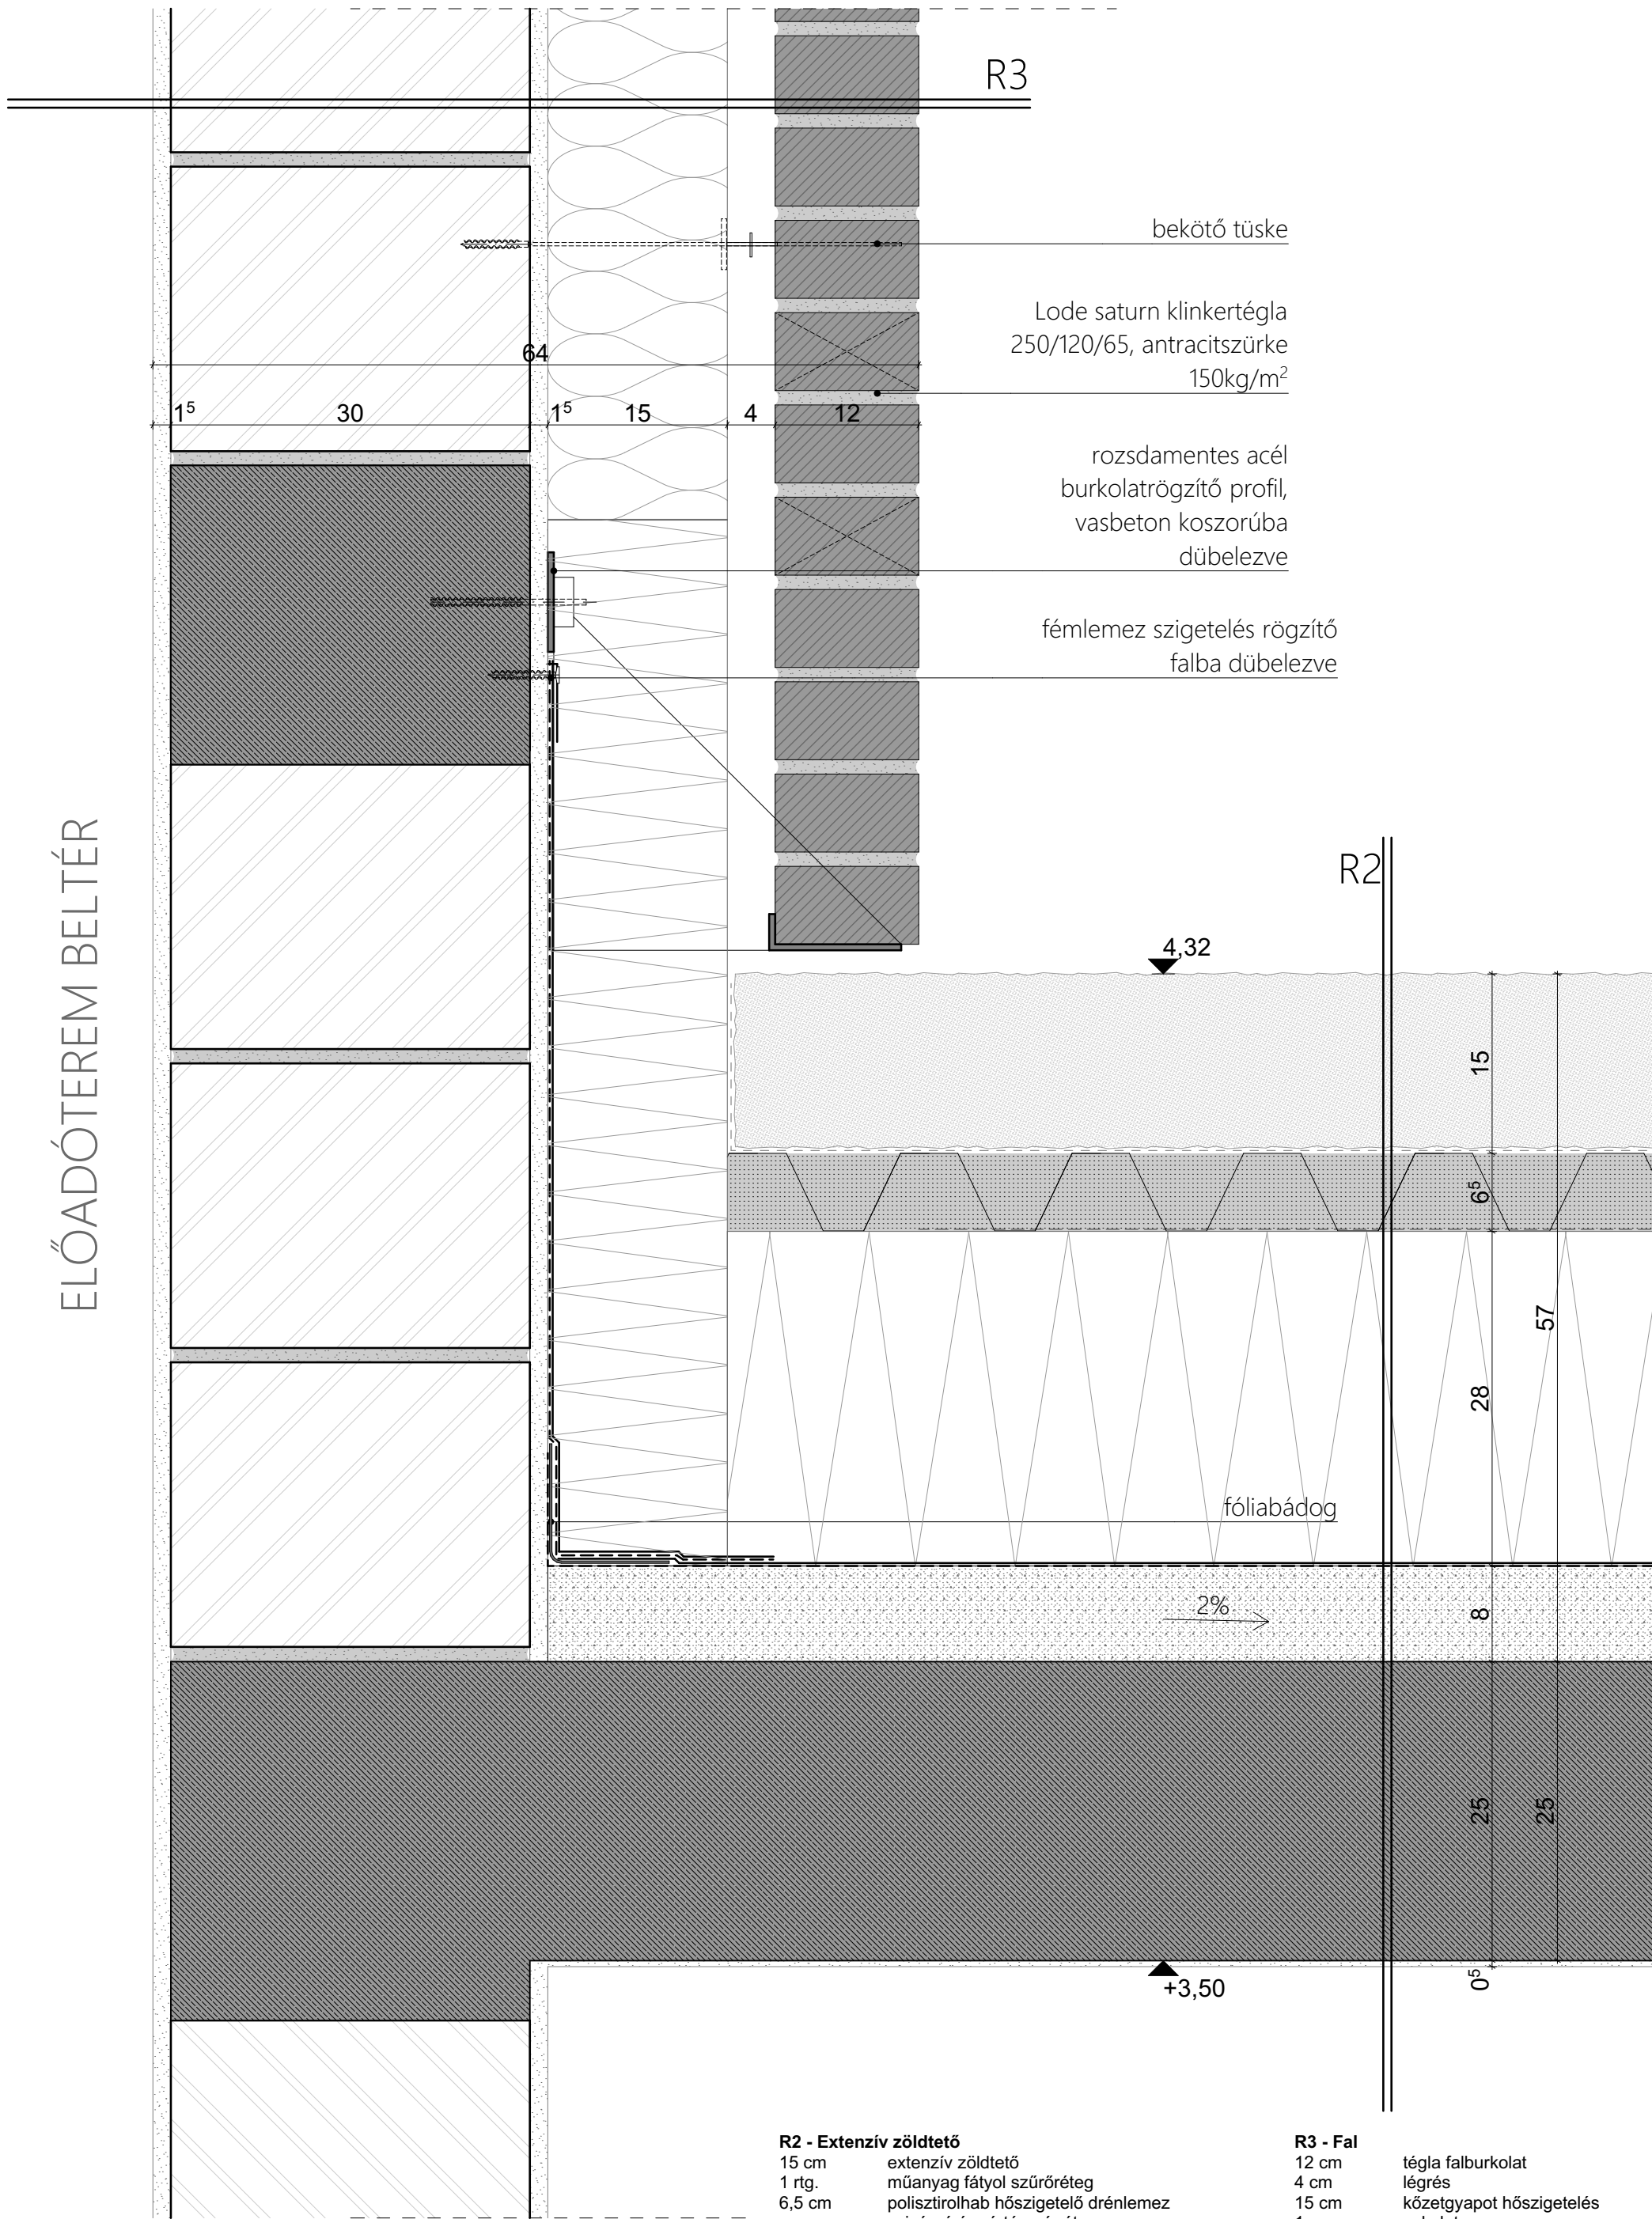 R3
bekötő tüske
Lode saturn klinkertégla
250/120/65, antracitszürke
150kg/m²
64
1⁵ 30 1⁵ 15 4 12
rozsdamentes acél
burkolatrögzítő profil,
vasbeton koszorúba
dübelezve
fémlemez szigetelés rögzítő
falba dübelezve
ELŐADÓTEREM BELTÉR
R2
4,32
15
6⁵
57
28
fóliabádog
2%
8
25 25
+3,50
0⁵
R2 - Extenzív zöldtető
15 cm extenzív zöldtető
1 rtg. műanyag fátyol szűrőréteg
6,5 cm polisztirolhab hőszigetelő drénlemez
R3 - Fal
12 cm tégla falburkolat
4 cm légrés
15 cm kőzetgyapot hőszigetelés